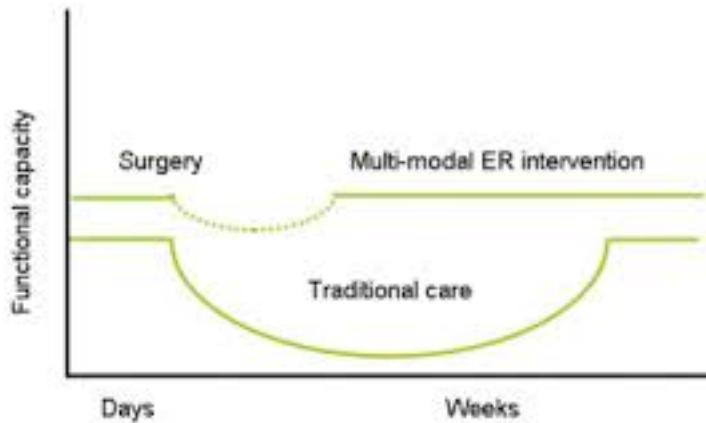 Functional capacity
Surgery
Multi-modal ER intervention
Traditional care
Days
Weeks